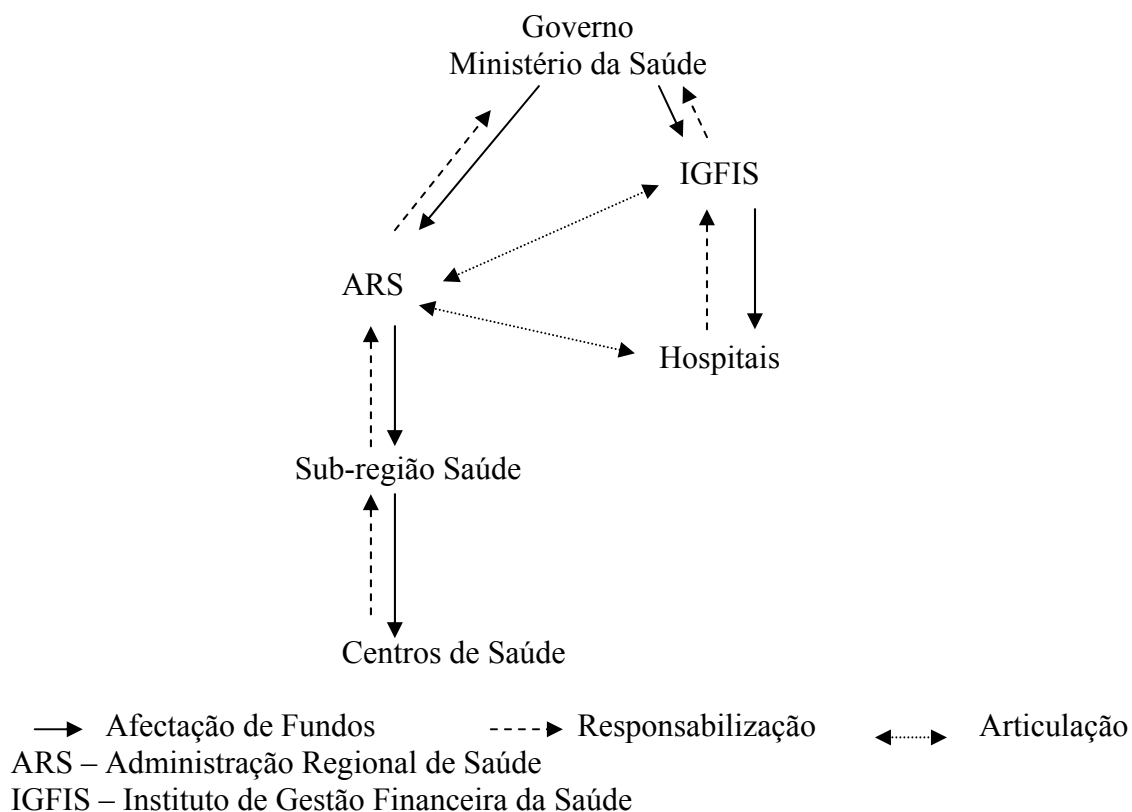 Governo
Ministério da Saúde
IGFIS
ARS
Hospitais
Sub-região Saúde
Centros de Saúde
Afectação de Fundos Responsabilização Articulação
ARS – Administração Regional de Saúde
IGFIS – Instituto de Gestão Financeira da Saúde